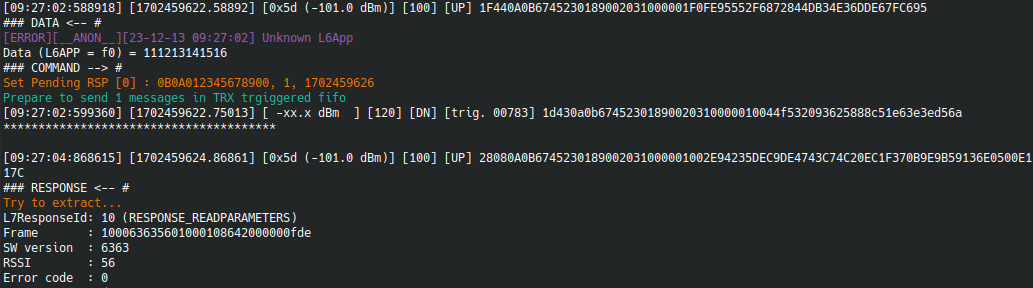 [09:27:02:588918] [1702459622.58892] [0x5d (-101.0 dBm)] [100] [UP] 1F440A0B6745230189002031000001F0FE95552F6872844DB34E36DDE67FC695
### DATA <-- #
[ERROR][__ANON__][23-12-13 09:27:02] Unknown L6App
Data (L6APP = f0) = 111213141516
### COMMAND --> #
Set Pending RSP [0] : 0B0A012345678900, 1, 1702459626
Prepare to send 1 messages in TRX trgiggered fifo
[09:27:02:599360] [1702459622.75013] [ -xx.x dBm  ] [120] [DN] [trig. 00783] 1d430a0b67452301890020310000010044f532093625888c51e63e3ed56a
***************************************
[09:27:04:868615] [1702459624.86861] [0x5d (-101.0 dBm)] [100] [UP] 28080A0B6745230189002031000001002E94235DEC9DE4743C74C20EC1F370B9E9B59136E0500E1
17C
### RESPONSE <-- #
Try to extract...
L7ResponseId: 10 (RESPONSE_READPARAMETERS)
Frame       : 100063635601000108642000000fde
SW version  : 6363
RSSI        : 56
Error code  : 0